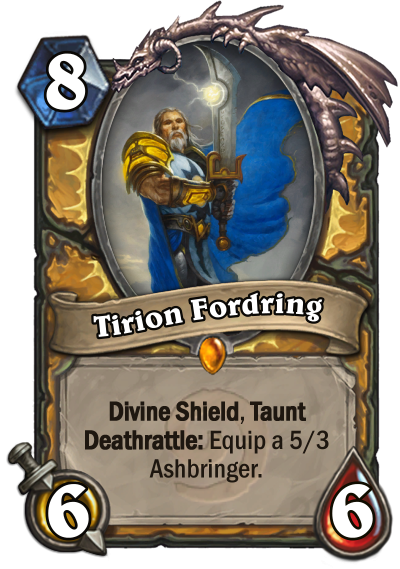 8
Tirion Fordring
Divine Shield, Taunt
Deathrattle: Equip a 5/3
Ashbringer.
6
6